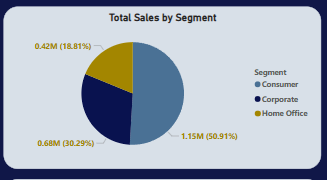 Total Sales by Segment
0.42M (18.81%)
Segment
Consumer
Corporate
Home Office
1.15M (50.91%)
0.68M (30.29%)